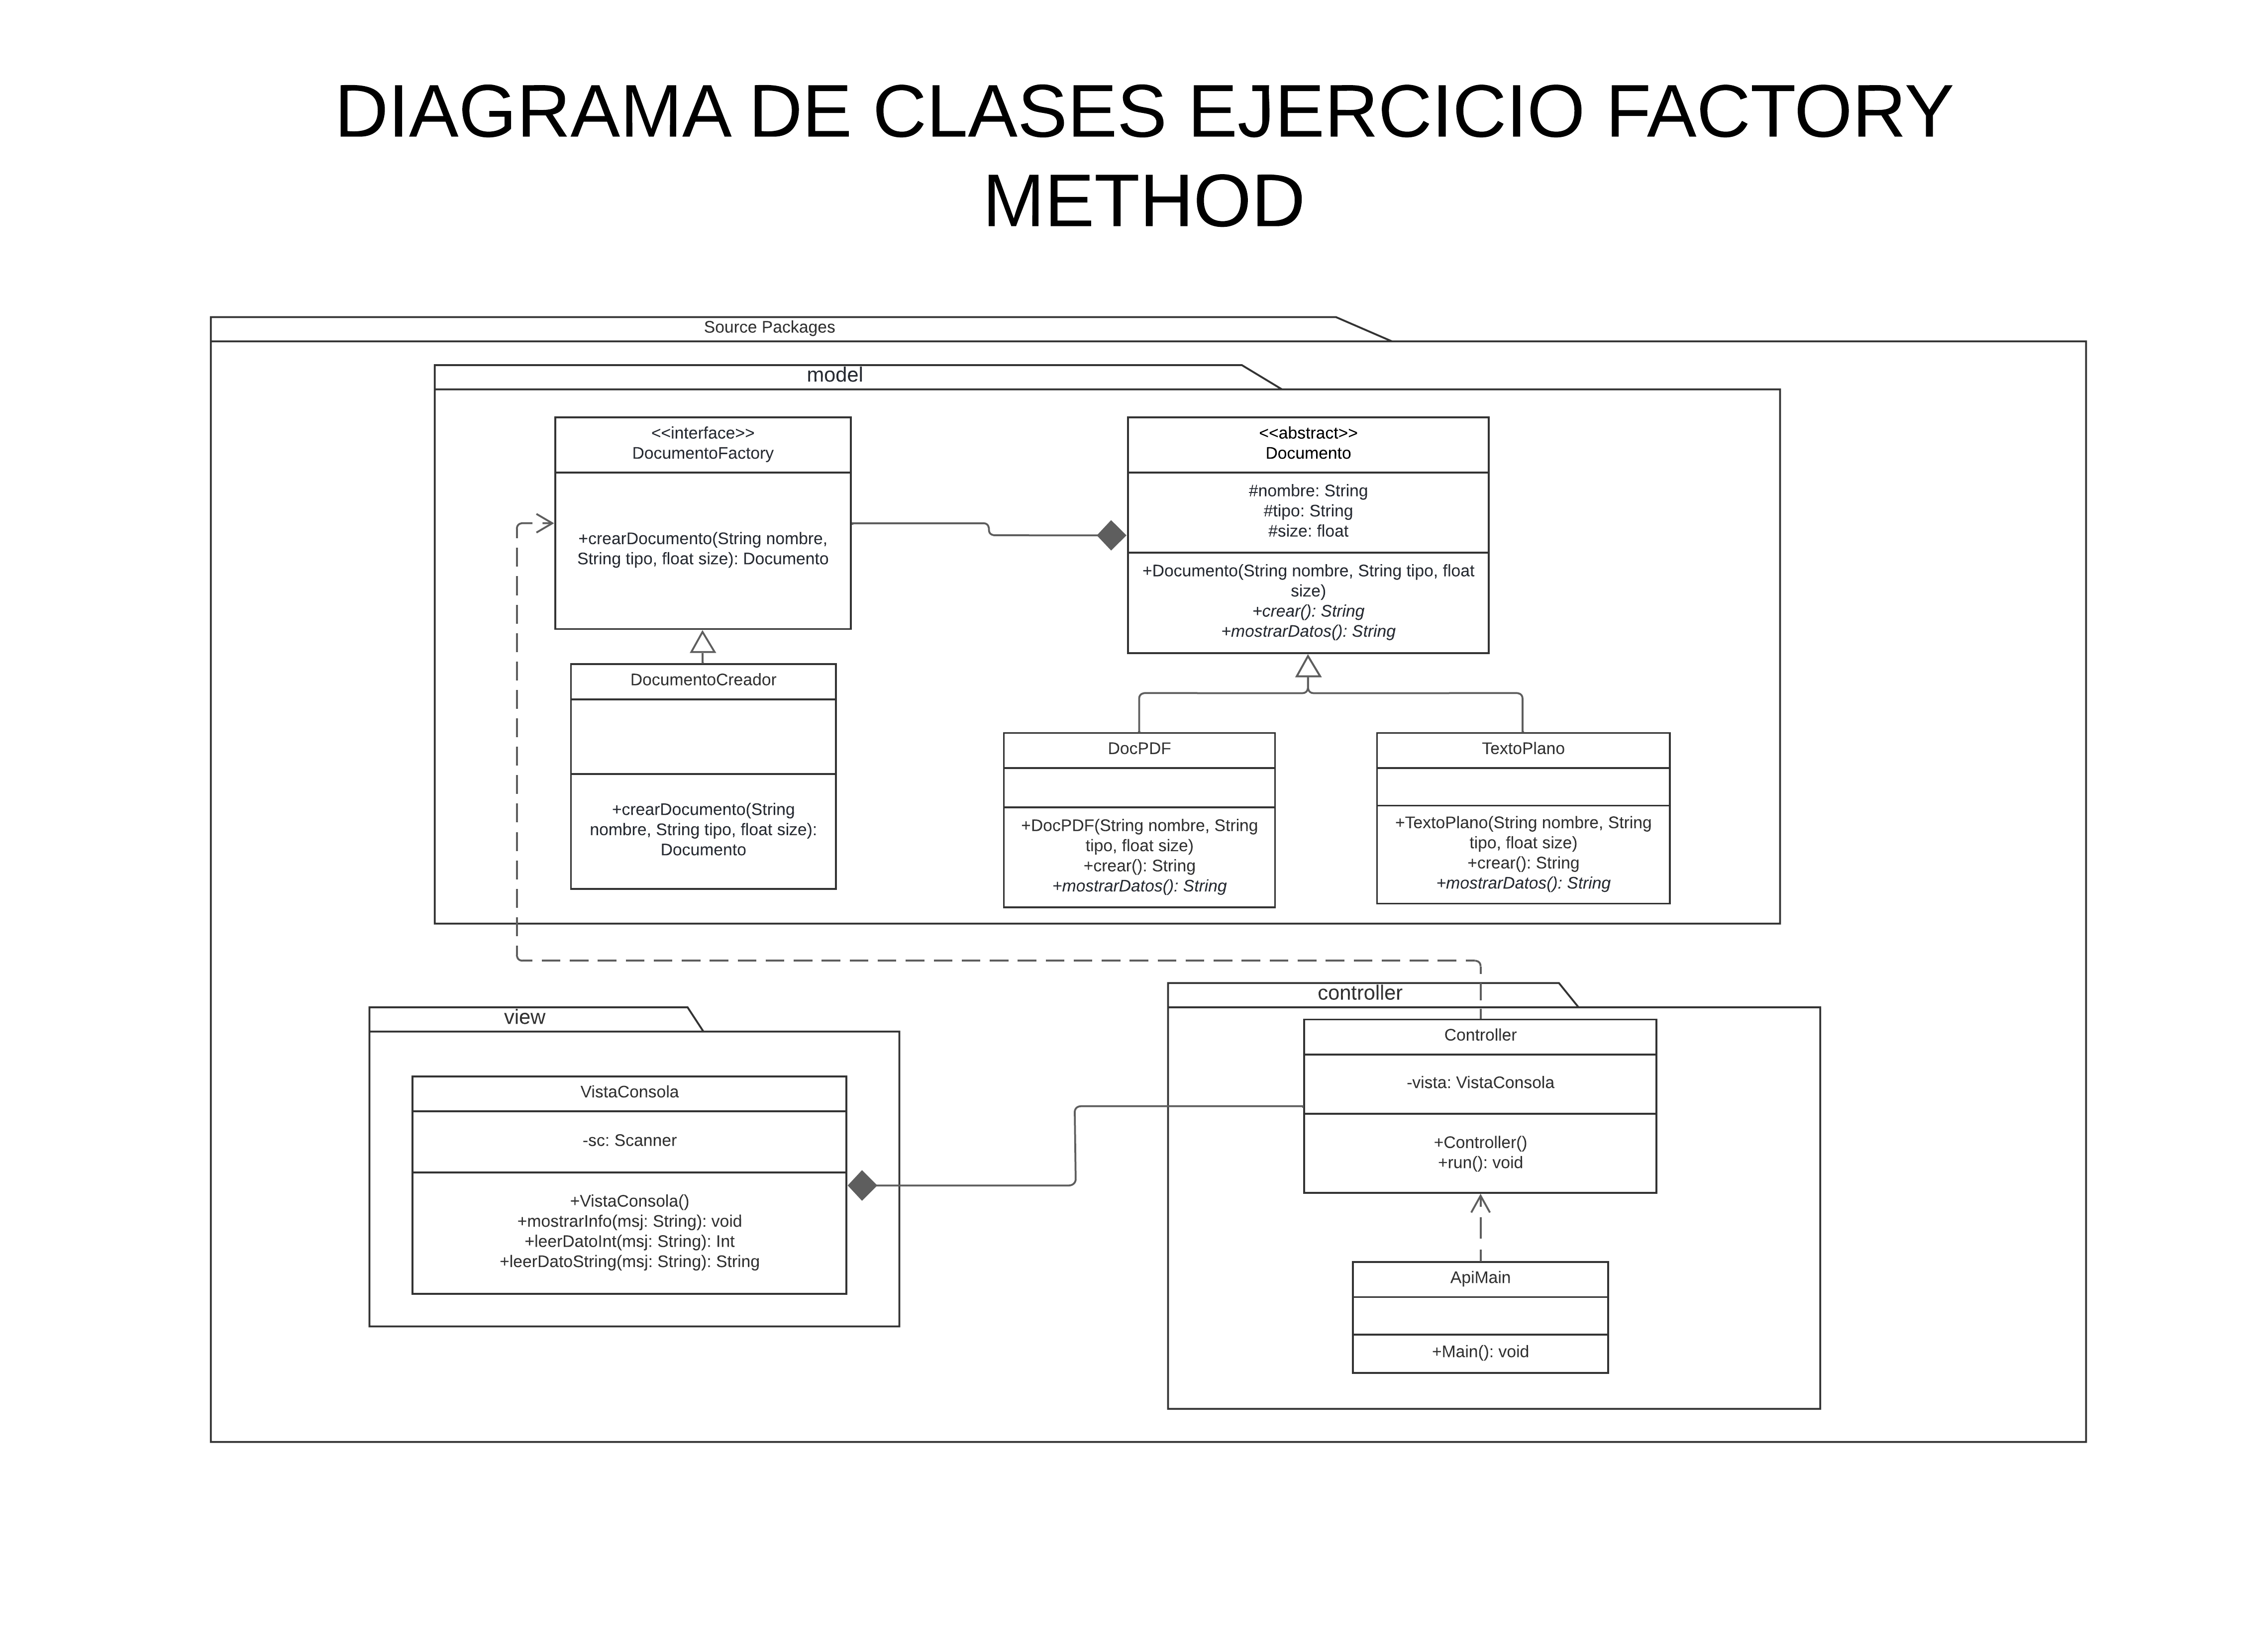 DIAGRAMA DE CLASES EJERCICIO FACTORY
METHOD
Source Packages
model
<<interface>>
DocumentoFactory
+crearDocumento(String nombre,
String tipo, float size): Documento
<<abstract>>
Documento
#nombre: String
#tipo: String
#size: float
+Documento(String nombre, String tipo, float
size)
+crear(): String
+mostrarDatos(): String
DocumentoCreador
+crearDocumento(String
nombre, String tipo, float size):
Documento
DocPDF
+DocPDF(String nombre, String
tipo, float size)
+crear(): String
+mostrarDatos(): String
TextoPlano
+TextoPlano(String nombre, String
tipo, float size)
+crear(): String
+mostrarDatos(): String
view
VistaConsola
-sc: Scanner
+VistaConsola()
+mostrarInfo(msj: String): void
+leerDatoInt(msj: String): Int
+leerDatoString(msj: String): String
controller
Controller
-vista: VistaConsola
+Controller()
+run(): void
ApiMain
+Main(): void